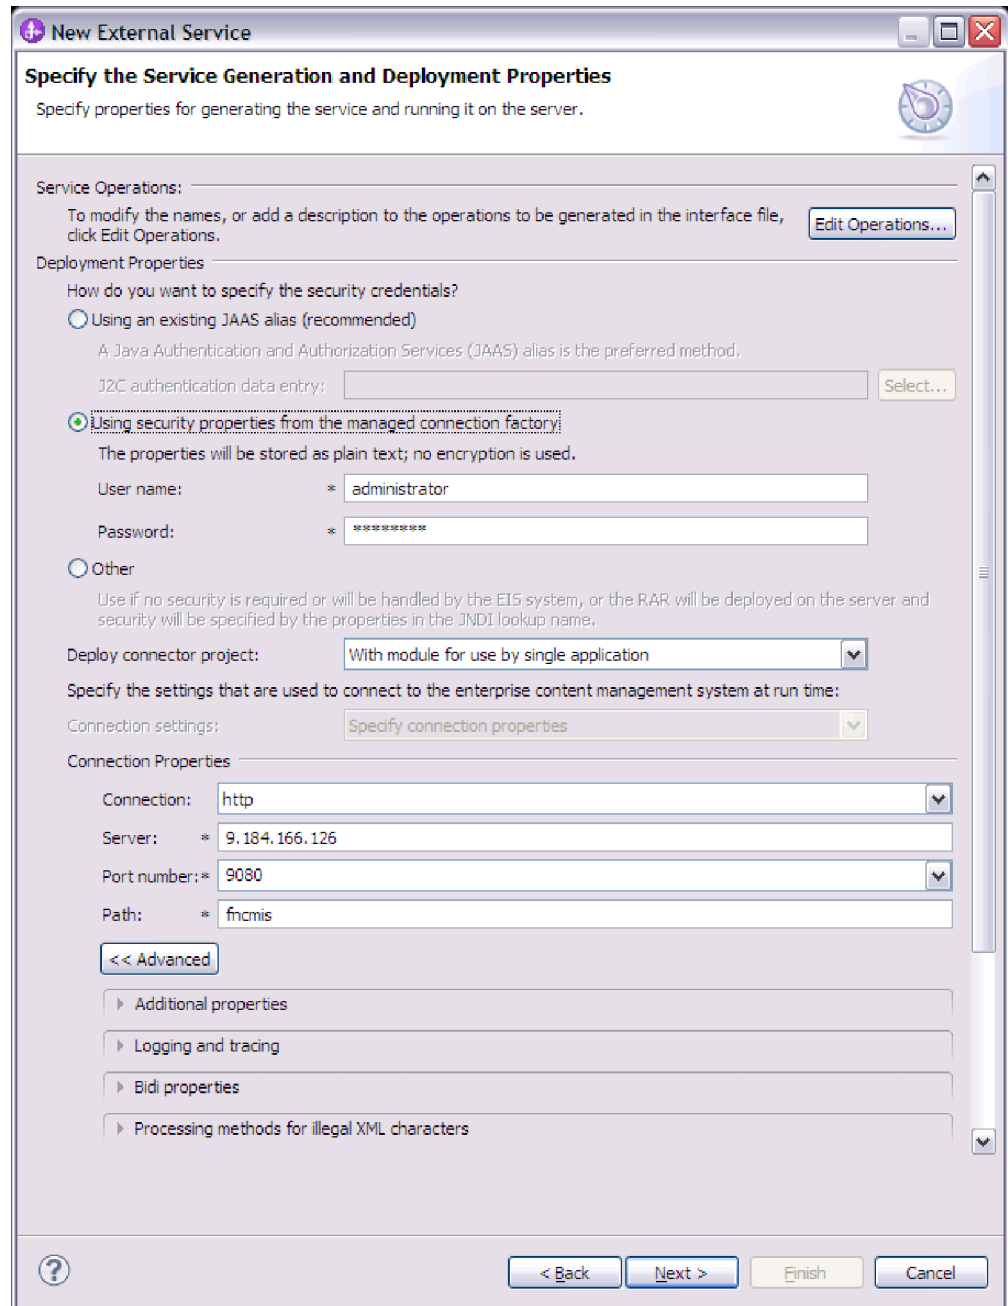 New External Service
Specify the Service Generation and Deployment Properties
Specify properties for generating the service and running it on the server.
Service Operations:
To modify the names, or add a description to the operations to be generated in the interface file,
click Edit Operations.
Edit Operations...
Deployment Properties
How do you want to specify the security credentials?
Using an existing JAAS alias (recommended)
A Java Authentication and Authorization Services (JAAS) alias is the preferred method.
J2C authentication data entry:
Select...
Using security properties from the managed connection factory
The properties will be stored as plain text; no encryption is used.
User name: * administrator
Password: * ********
Other
Use if no security is required or will be handled by the EIS system, or the RAR will be deployed on the server and
security will be specified by the properties in the JNDI lookup name.
Deploy connector project: With module for use by single application
Specify the settings that are used to connect to the enterprise content management system at run time:
Connection settings: Specify connection properties
Connection Properties
Connection: http
Server: * 9.184.166.126
Port number:* 9080
Path: * fncmis
<< Advanced
Additional properties
Logging and tracing
Bidi properties
Processing methods for illegal XML characters
? < Back Next > Finish Cancel